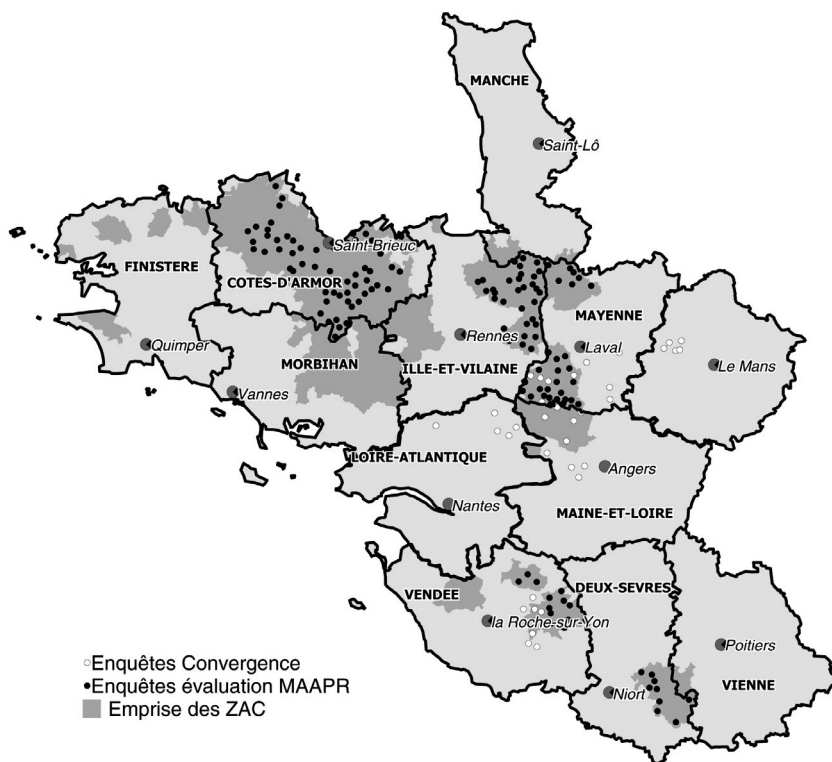 MANCHE
Saint-Lô
Saint-Brieuc
FINISTERE
COTES-D'ARMOR
MAYENNE
Quimper
Rennes
Laval
MORBIHAN
ILLE-ET-VILAINE
Le Mans
Vannes
LOIRE-ATLANTIQUE
Angers
Nantes
MAINE-ET-LOIRE
VENDEE
DEUX-SEVRES
la Roche-sur-Yon
Poitiers
Niort
VIENNE
Enquêtes Convergence
Enquêtes évaluation MAAPR
Emprise des ZAC